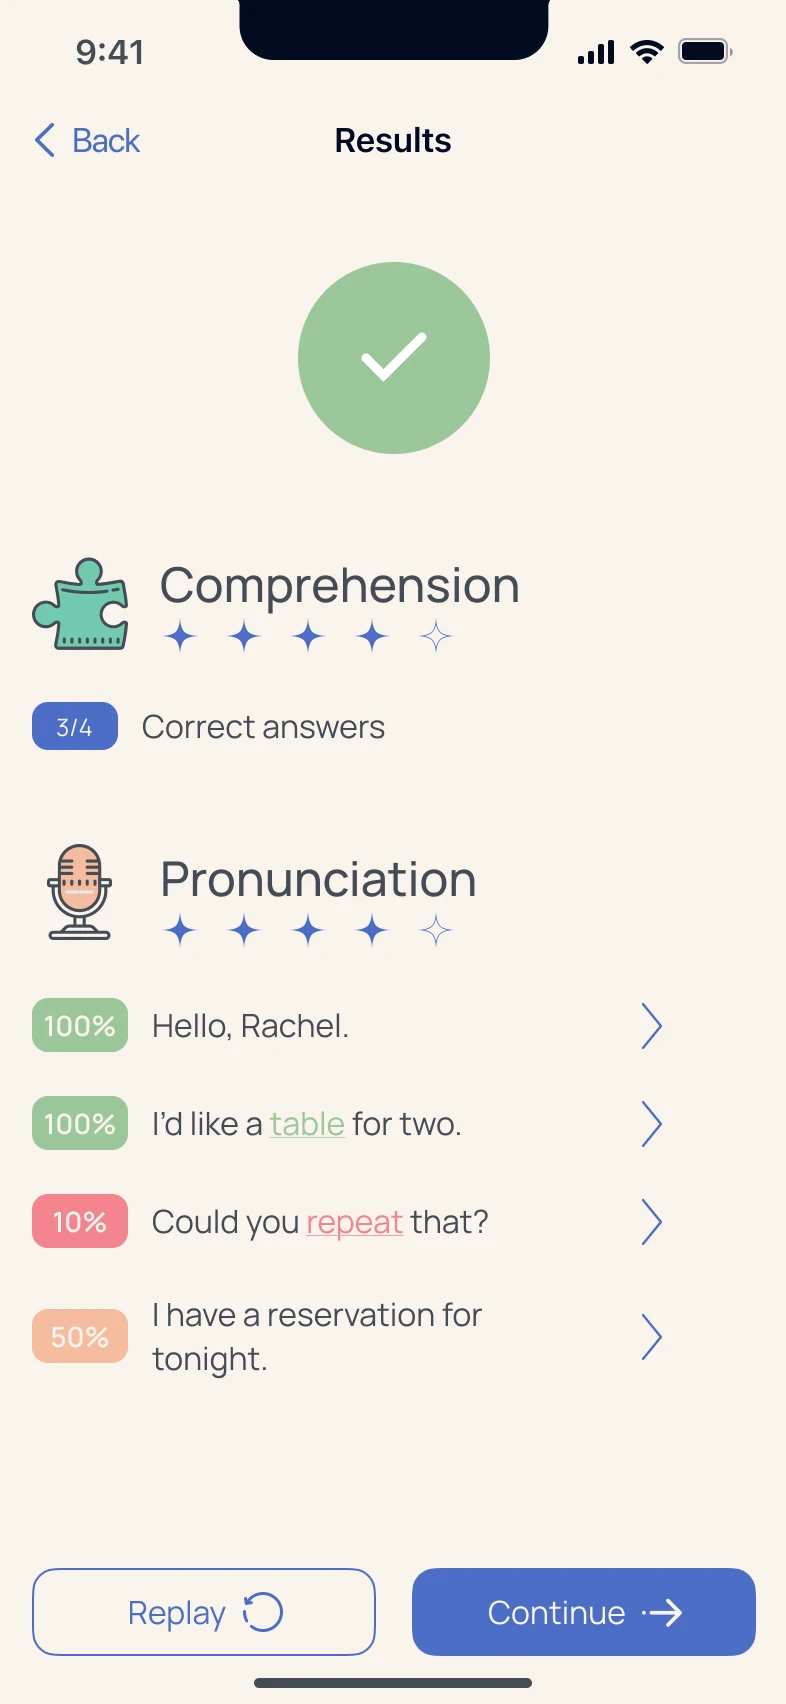 9:41
Back
Results
Comprehension
3/4
Correct answers
Pronunciation
100%
Hello, Rachel.
100%
I’d like a table for two.
10%
Could you repeat that?
50%
I have a reservation for
tonight.
Replay
Continue